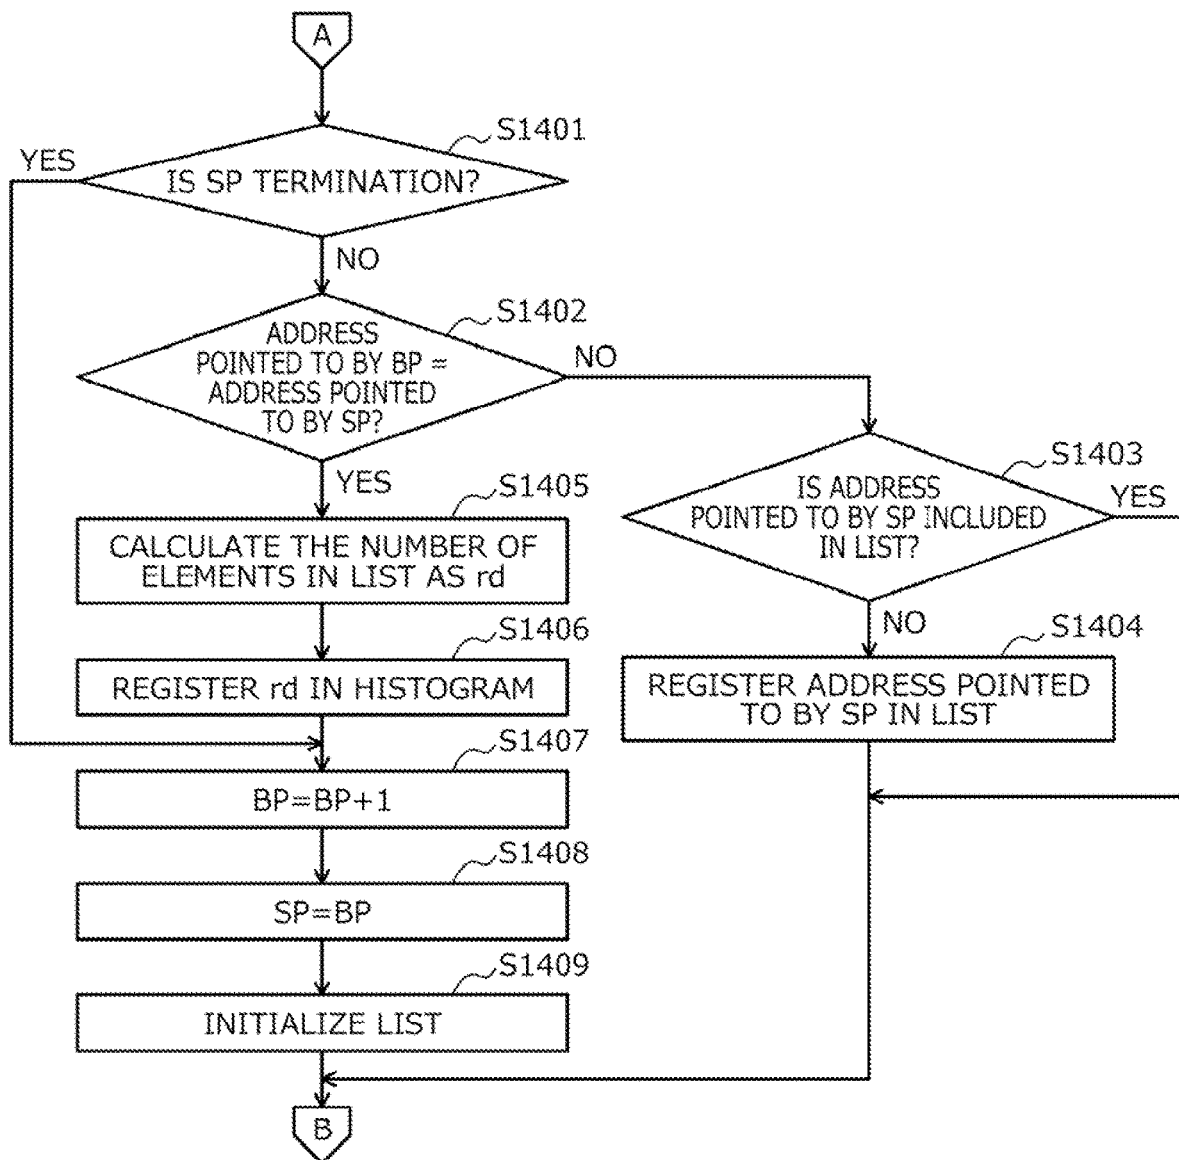 A
S1401
YES
IS SP TERMINATION?
NO
S1402
ADDRESS
POINTED TO BY BP =
ADDRESS POINTED
TO BY SP?
NO
S1403
IS ADDRESS
POINTED TO BY SP INCLUDED
IN LIST?
YES
YES
S1405
CALCULATE THE NUMBER OF
ELEMENTS IN LIST AS rd
NO
S1404
REGISTER ADDRESS POINTED
TO BY SP IN LIST
S1406
REGISTER rd IN HISTOGRAM
S1407
BP=BP+1
S1408
SP=BP
S1409
INITIALIZE LIST
B